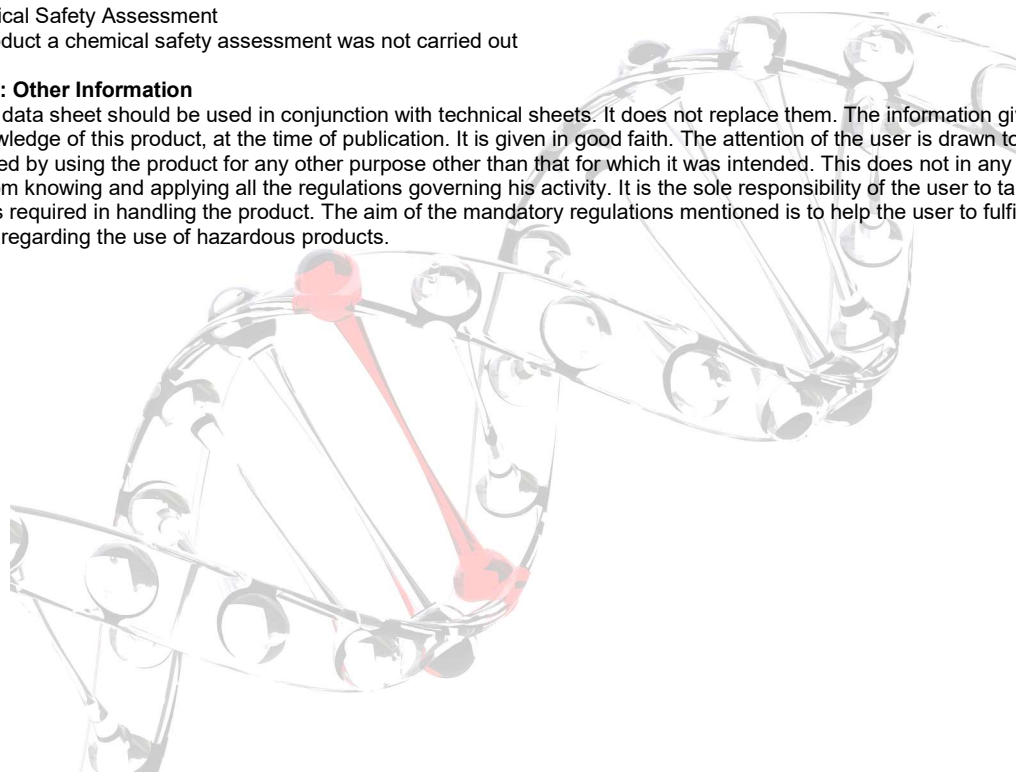 ical Safety Assessment
oduct a chemical safety assessment was not carried out
: Other Information
data sheet should be used in conjunction with technical sheets. It does not replace them. The information gi
wledge of this product, at the time of publication. It is given in good faith. The attention of the user is drawn to
ed by using the product for any other purpose other than that for which it was intended. This does not in any
om knowing and applying all the regulations governing his activity. It is the sole responsibility of the user to ta
s required in handling the product. The aim of the mandatory regulations mentioned is to help the user to fulfi
regarding the use of hazardous products.